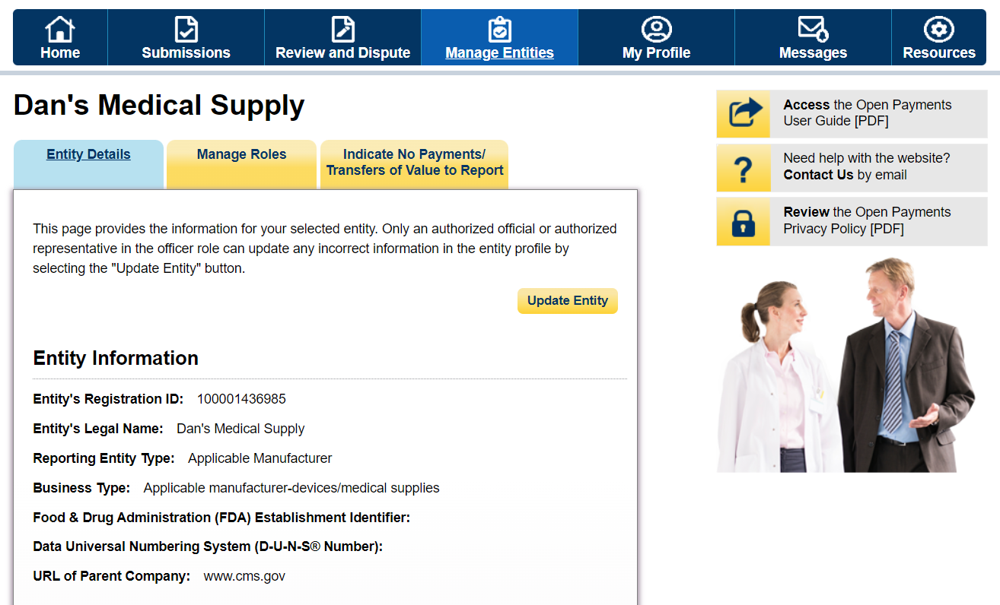 Home
Submissions
Review and Dispute
Manage Entities
My Profile
Messages
Resources
Dan's Medical Supply
Entity Details
Manage Roles
Indicate No Payments/
Transfers of Value to Report
This page provides the information for your selected entity. Only an authorized official or authorized
representative in the officer role can update any incorrect information in the entity profile by
selecting the "Update Entity" button.
Update Entity
Entity Information
Entity's Registration ID: 100001436985
Entity's Legal Name: Dan's Medical Supply
Reporting Entity Type: Applicable Manufacturer
Business Type: Applicable manufacturer-devices/medical supplies
Food & Drug Administration (FDA) Establishment Identifier:
Data Universal Numbering System (D-U-N-S® Number):
URL of Parent Company: www.cms.gov
Access the Open Payments
User Guide [PDF]
Need help with the website?
Contact Us by email
Review the Open Payments
Privacy Policy [PDF]